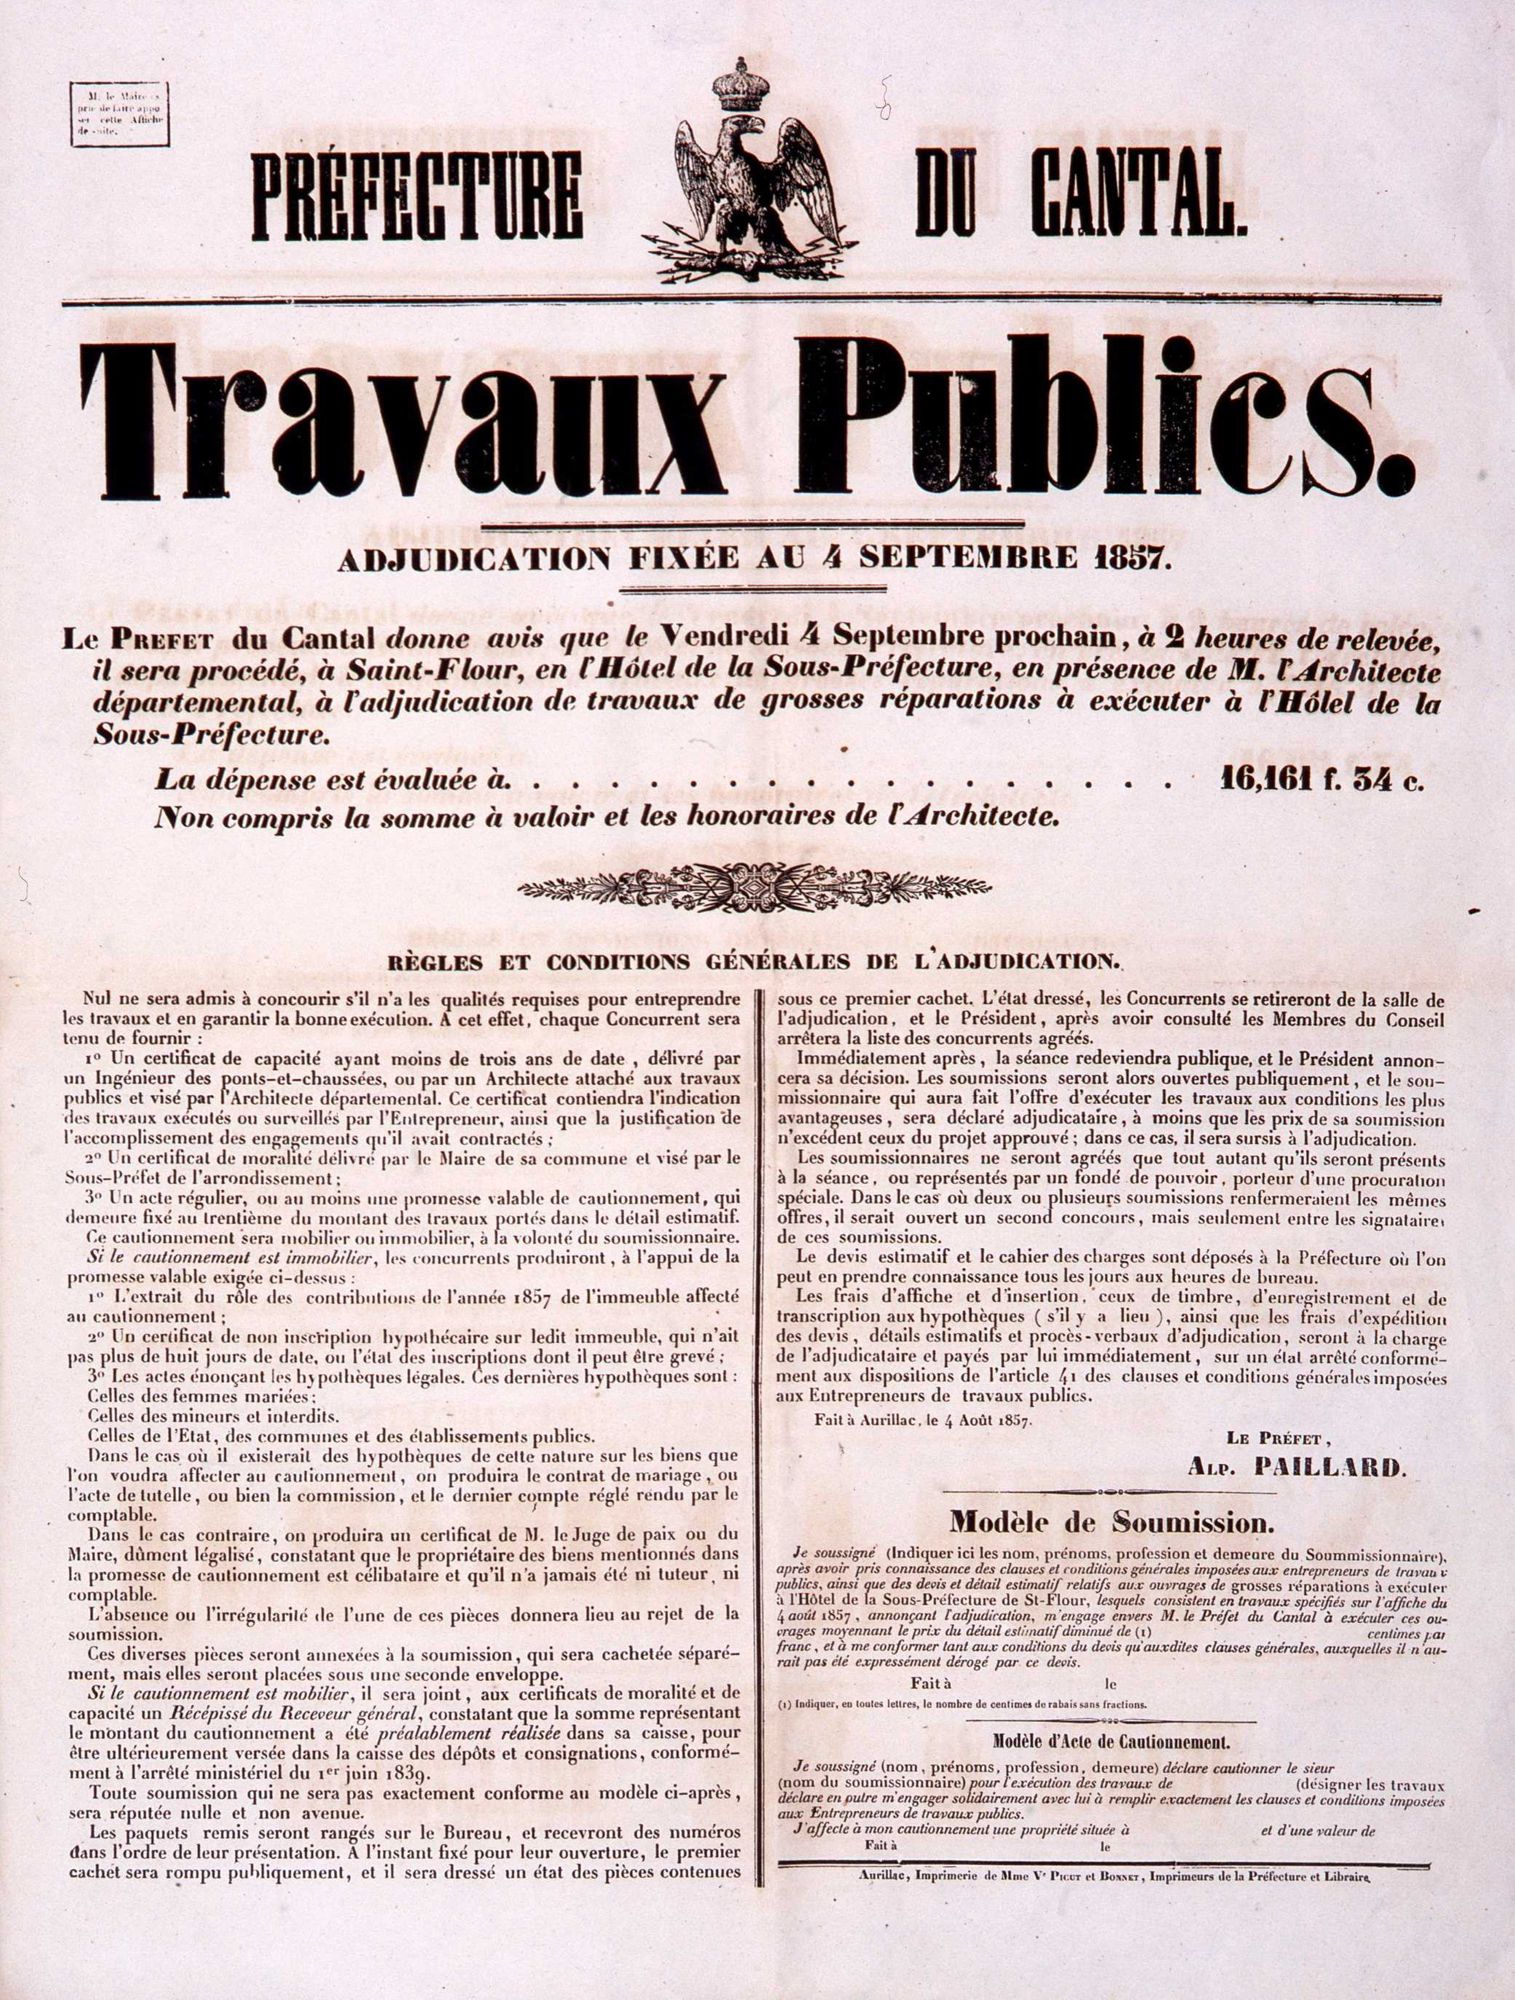 M. le Maire est
prié de faire appo
ser cette Affiche
de suite.
PRÉFECTURE DU CANTAL.
Travaux Publics.
ADJUDICATION FIXÉE AU 4 SEPTEMBRE 1857.
Le PREFET du Cantal donne avis que le Vendredi 4 Septembre prochain, à 2 heures de relevée,
il sera procédé, à Saint-Flour, en l'Hôtel de la Sous-Préfecture, en présence de M. l'Architecte
départemental, à l'adjudication de travaux de grosses réparations à exécuter à l'Hôlel de la
Sous-Préfecture.
La dépense est évaluée à. . . . . . . . . . . . . . . . . . 16,161 f. 34 c.
Non compris la somme à valoir et les honoraires de l'Architecte.
RÈGLES ET CONDITIONS GÉNÉRALES DE L'ADJUDICATION.
Nul ne sera admis à concourir s'il n'a les qualités requises pour entreprendre
les travaux et en garantir la bonne exécution. A cet effet, chaque Concurrent sera
tenu de fournir :
1º Un certificat de capacité ayant moins de trois ans de date, délivré par
un Ingénieur des ponts-et-chaussées, ou par un Architecte attaché aux travaux
publics et visé par l'Architecte départemental. Ce certificat contiendra l'indication
des travaux exécutés ou surveillés par l'Entrepreneur, ainsi que la justification de
l'accomplissement des engagements qu'il avait contractés ;
2º Un certificat de moralité délivré par le Maire de sa commune et visé par le
Sous-Préfet de l'arrondissement ;
3º Un acte régulier, ou au moins une promesse valable de cautionnement, qui
demeure fixé au trentième du montant des travaux portés dans le détail estimatif.
Ce cautionnement sera mobilier ou immobilier, à la volonté du soumissionnaire.
Si le cautionnement est immobilier, les concurrents produiront, à l'appui de la
promesse valable exigée ci-dessus :
1º L'extrait du rôle des contributions de l'année 1857 de l'immeuble affecté
au cautionnement ;
2º Un certificat de non inscription hypothécaire sur ledit immeuble, qui n'ait
pas plus de huit jours de date, ou l'état des inscriptions dont il peut être grevé ;
3º Les actes énonçant les hypothèques légales. Ces dernières hypothèques sont :
Celles des femmes mariées ;
Celles des mineurs et interdits.
Celles de l'Etat, des communes et des établissements publics.
Dans le cas où il existerait des hypothèques de cette nature sur les biens que
l'on voudra affecter au cautionnement, on produira le contrat de mariage, ou
l'acte de tutelle, ou bien la commission, et le dernier compte réglé rendu par le
comptable.
Dans le cas contraire, on produira un certificat de M. le Juge de paix ou du
Maire, dûment légalisé, constatant que le propriétaire des biens mentionnés dans
la promesse de cautionnement est célibataire et qu'il n'a jamais été ni tuteur, ni
comptable.
L'absence ou l'irrégularité de l'une de ces pièces donnera lieu au rejet de la
soumission.
Ces diverses pièces seront annexées à la soumission, qui sera cachetée séparé-
ment, mais elles seront placées sous une seconde enveloppe.
Si le cautionnement est mobilier, il sera joint, aux certificats de moralité et de
capacité un Récépissé du Receveur général, constatant que la somme représentant
le montant du cautionnement a été préalablement réalisée dans sa caisse, pour
être ultérieurement versée dans la caisse des dépôts et consignations, conformé-
ment à l'arrêté ministériel du 1er juin 1839.
Toute soumission qui ne sera pas exactement conforme au modèle ci-après,
sera réputée nulle et non avenue.
Les paquets remis seront rangés sur le Bureau, et recevront des numéros
dans l'ordre de leur présentation. A l'instant fixé pour leur ouverture, le premier
cachet sera rompu publiquement, et il sera dressé un état des pièces contenues
sous ce premier cachet. L'état dressé, les Concurrents se retireront de la salle de
l'adjudication, et le Président, après avoir consulté les Membres du Conseil
arrêtera la liste des concurrents agréés.
Immédiatement après, la séance redeviendra publique, et le Président annon-
cera sa décision. Les soumissions seront alors ouvertes publiquement, et le sou-
missionnaire qui aura fait l'offre d'exécuter les travaux aux conditions les plus
avantageuses, sera déclaré adjudicataire, à moins que les prix de sa soumission
n'excédent ceux du projet approuvé ; dans ce cas, il sera sursis à l'adjudication.
Les soumissionnaires ne seront agréés que tout autant qu'ils seront présents
à la séance, ou représentés par un fondé de pouvoir, porteur d'une procuration
spéciale. Dans le cas où deux ou plusieurs soumissions renfermeraient les mêmes
offres, il serait ouvert un second concours, mais seulement entre les signataires
de ces soumissions.
Le devis estimatif et le cahier des charges sont déposés à la Préfecture où l'on
peut en prendre connaissance tous les jours aux heures de bureau.
Les frais d'affiche et d'insertion, ceux de timbre, d'enregistrement et de
transcription aux hypothèques ( s'il y a lieu ), ainsi que les frais d'expédition
des devis, détails estimatifs et procès-verbaux d'adjudication, seront à la charge
de l'adjudicataire et payés par lui immédiatement, sur un état arrêté conformé-
ment aux dispositions de l'article 41 des clauses et conditions générales imposées
aux Entrepreneurs de travaux publics.
Fait à Aurillac, le 4 Août 1857.
LE PRÉFET,
ALP. PAILLARD.
Modèle de Soumission.
Je soussigné (Indiquer ici les nom, prénoms, profession et demeure du Soummissionnaire),
après avoir pris connaissance des clauses et conditions générales imposées aux entrepreneurs de travaux
publics, ainsi que des devis et détail estimatif relatifs aux ouvrages de grosses réparations à exécuter
à l'Hôtel de la Sous-Préfecture de St-Flour, lesquels consistent en travaux spécifiés sur l'affiche du
4 août 1857, annonçant l'adjudication, m'engage envers M. le Préfet du Cantal à exécuter ces ou-
vrages moyennant le prix du détail estimatif diminué de (1) centimes par
franc, et à me conformer tant aux conditions du devis qu'auxdites clauses générales, auxquelles il n'au-
rait pas été expressément dérogé par ce devis.
Fait à le
(1) Indiquer, en toutes lettres, le nombre de centimes de rabais sans fractions.
Modèle d'Acte de Cautionnement.
Je soussigné (nom, prénoms, profession, demeure) déclare cautionner le sieur
(nom du soumissionnaire) pour l'exécution des travaux de (désigner les travaux
déclare en outre m'engager solidairement avec lui à remplir exactement les clauses et conditions imposées
aux Entrepreneurs de travaux publics.
J'affecte à mon cautionnement une propriété située à et d'une valeur de
Fait à le
Aurillac, Imprimerie de Mme Ve PICUT et BONNET, Imprimeurs de la Préfecture et Libraire.